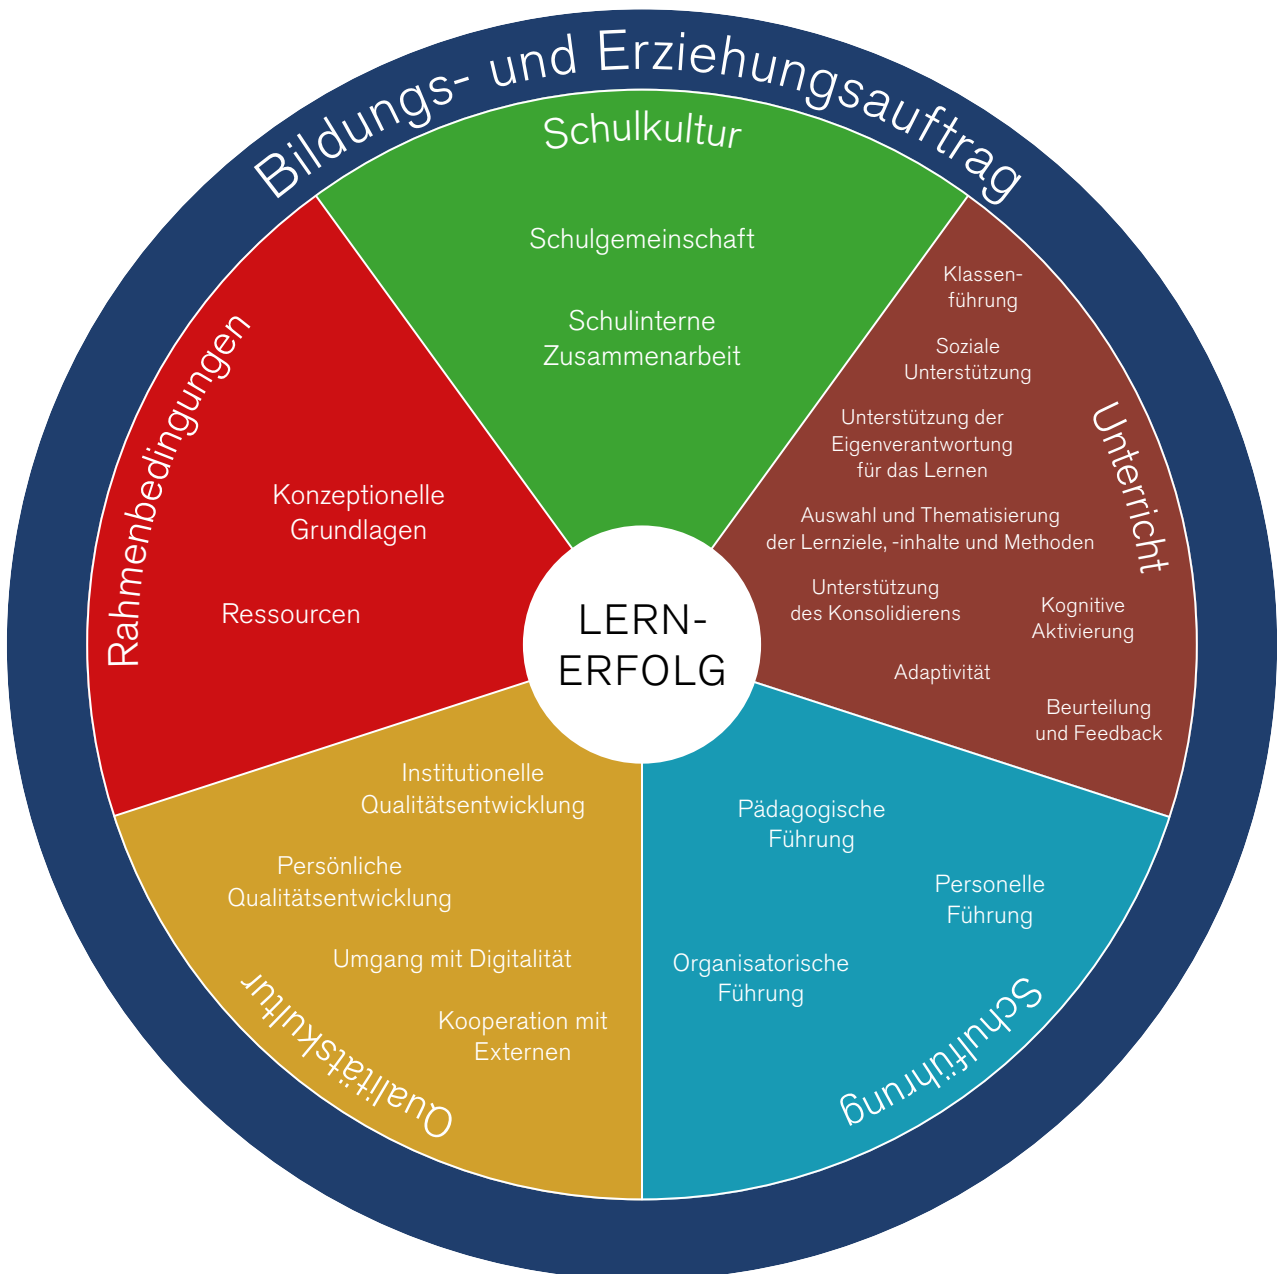 Bildungs- und Erziehungsauftrag
Schulkultur
Schulgemeinschaft
Schulinterne
Zusammenarbeit
Unterricht
Klassen-
führung
Soziale
Unterstützung
Unterstützung der
Eigenverantwortung
für das Lernen
Auswahl und Thematisierung
der Lernziele, -inhalte und Methoden
Unterstützung
des Konsolidierens
Kognitive
Aktivierung
Adaptivität
Beurteilung
und Feedback
Schulführung
Pädagogische
Führung
Personelle
Führung
Organisatorische
Führung
Qualitätskultur
Institutionelle
Qualitätsentwicklung
Persönliche
Qualitätsentwicklung
Umgang mit Digitalität
Kooperation mit
Externen
Rahmenbedingungen
Konzeptionelle
Grundlagen
Ressourcen
LERN-
ERFOLG